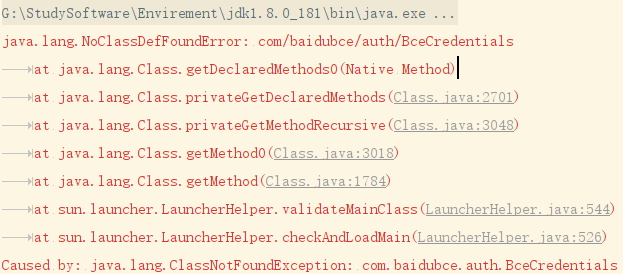 G:\StudySoftware\Envirement\jdk1.8.0_181\bin\java.exe ...
java.lang.NoClassDefFoundError: com/baidubce/auth/BceCredentials
at java.lang.Class.getDeclaredMethods0(Native Method)
at java.lang.Class.privateGetDeclaredMethods(Class.java:2701)
at java.lang.Class.privateGetMethodRecursive(Class.java:3048)
at java.lang.Class.getMethod0(Class.java:3018)
at java.lang.Class.getMethod(Class.java:1784)
at sun.launcher.LauncherHelper.validateMainClass(LauncherHelper.java:544)
at sun.launcher.LauncherHelper.checkAndLoadMain(LauncherHelper.java:526)
Caused by: java.lang.ClassNotFoundException: com.baidubce.auth.BceCredentials